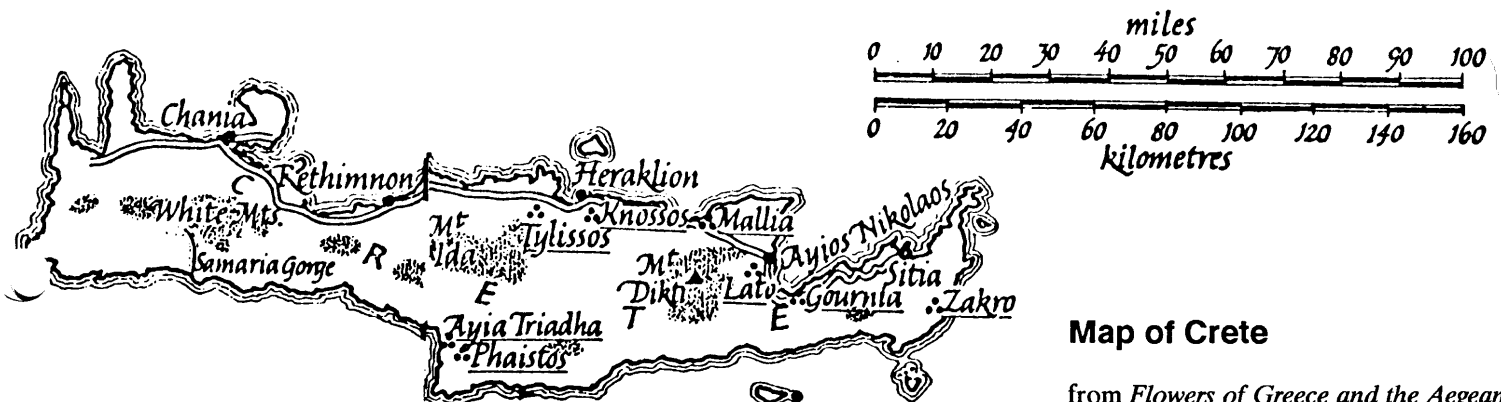 miles
0 10 20 30 40 50 60 70 80 90 100
0 20 40 60 80 100 120 140 160
kilometres
Chania
Rethimnon
Heraklion
White Mts.
Samaria Gorge
Mt
Ida
Tylissos
Knossos
Mallia
Ayios Nikolaos
Mt
Dikti
Lato
Gournia
Sitia
Zakro
C R E T E
Ayia Triadha
Phaistos
Map of Crete
from Flowers of Greece and the Aegean